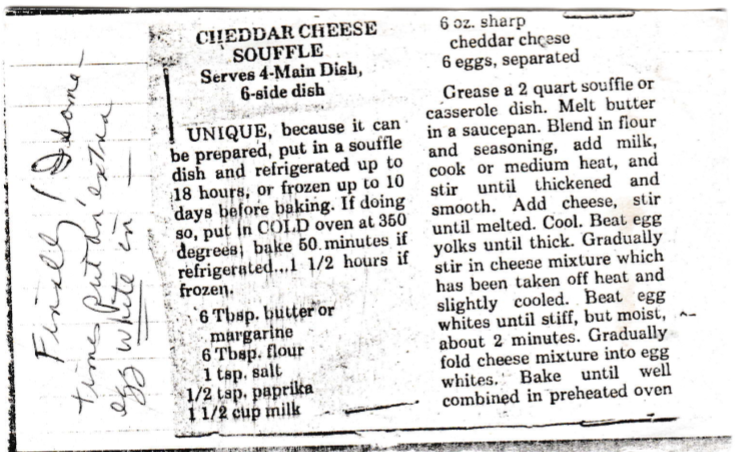 Finally! I some-
times put an extra
egg white in —
CHEDDAR CHEESE
SOUFFLE
Serves 4-Main Dish,
6-side dish
UNIQUE, because it can
be prepared, put in a souffle
dish and refrigerated up to
18 hours, or frozen up to 10
days before baking. If doing
so, put in COLD oven at 350
degrees; bake 50 minutes if
refrigerated...1 1/2 hours if
frozen.
6 Tbsp. butter or
margarine
6 Tbsp. flour
1 tsp. salt
1/2 tsp. paprika
1 1/2 cup milk
6 oz. sharp
cheddar cheese
6 eggs, separated
Grease a 2 quart souffle or
casserole dish. Melt butter
in a saucepan. Blend in flour
and seasoning, add milk,
cook or medium heat, and
stir until thickened and
smooth. Add cheese, stir
until melted. Cool. Beat egg
yolks until thick. Gradually
stir in cheese mixture which
has been taken off heat and
slightly cooled. Beat egg
whites until stiff, but moist,
about 2 minutes. Gradually
fold cheese mixture into egg
whites. Bake until well
combined in preheated oven